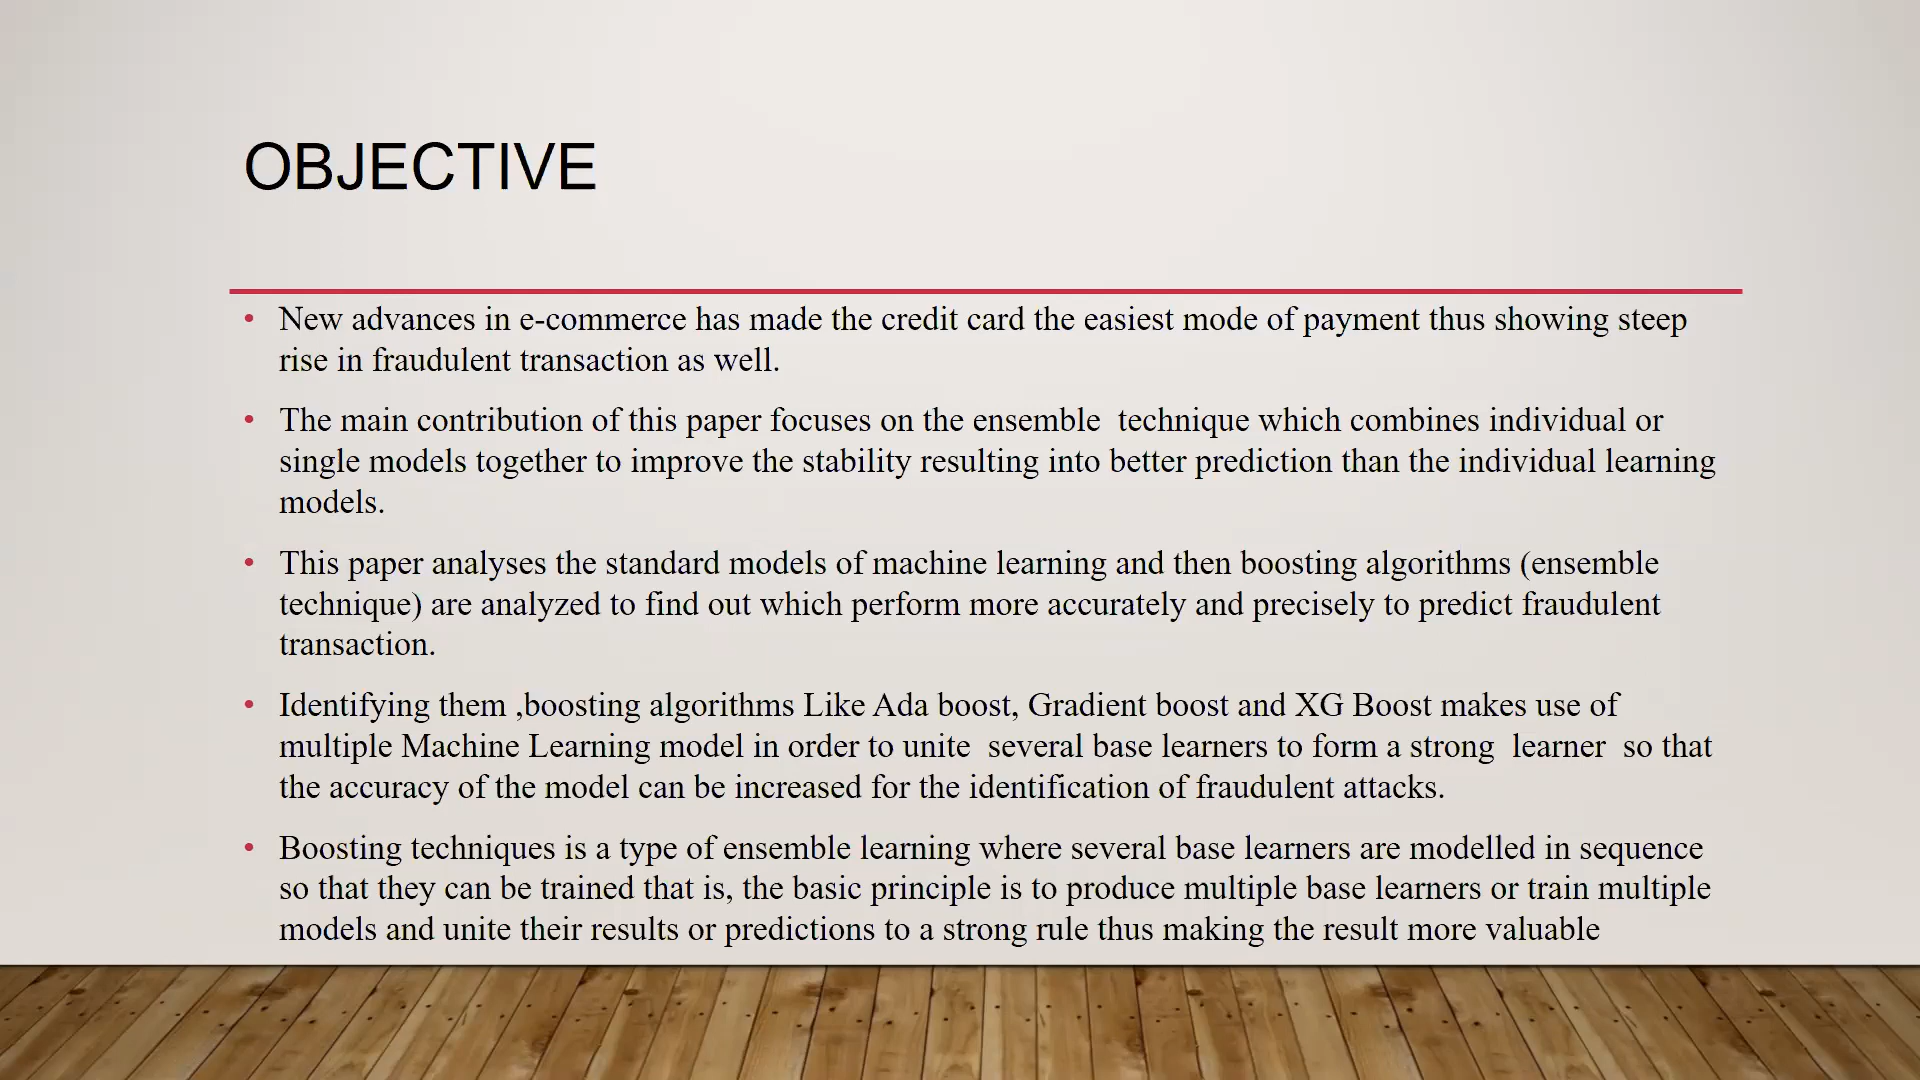 OBJECTIVE
• New advances in e-commerce has made the credit card the easiest mode of payment thus showing steep
rise in fraudulent transaction as well.
• The main contribution of this paper focuses on the ensemble  technique which combines individual or
single models together to improve the stability resulting into better prediction than the individual learning
models.
• This paper analyses the standard models of machine learning and then boosting algorithms (ensemble
technique) are analyzed to find out which perform more accurately and precisely to predict fraudulent
transaction.
• Identifying them ,boosting algorithms Like Ada boost, Gradient boost and XG Boost makes use of
multiple Machine Learning model in order to unite  several base learners to form a strong  learner  so that
the accuracy of the model can be increased for the identification of fraudulent attacks.
• Boosting techniques is a type of ensemble learning where several base learners are modelled in sequence
so that they can be trained that is, the basic principle is to produce multiple base learners or train multiple
models and unite their results or predictions to a strong rule thus making the result more valuable